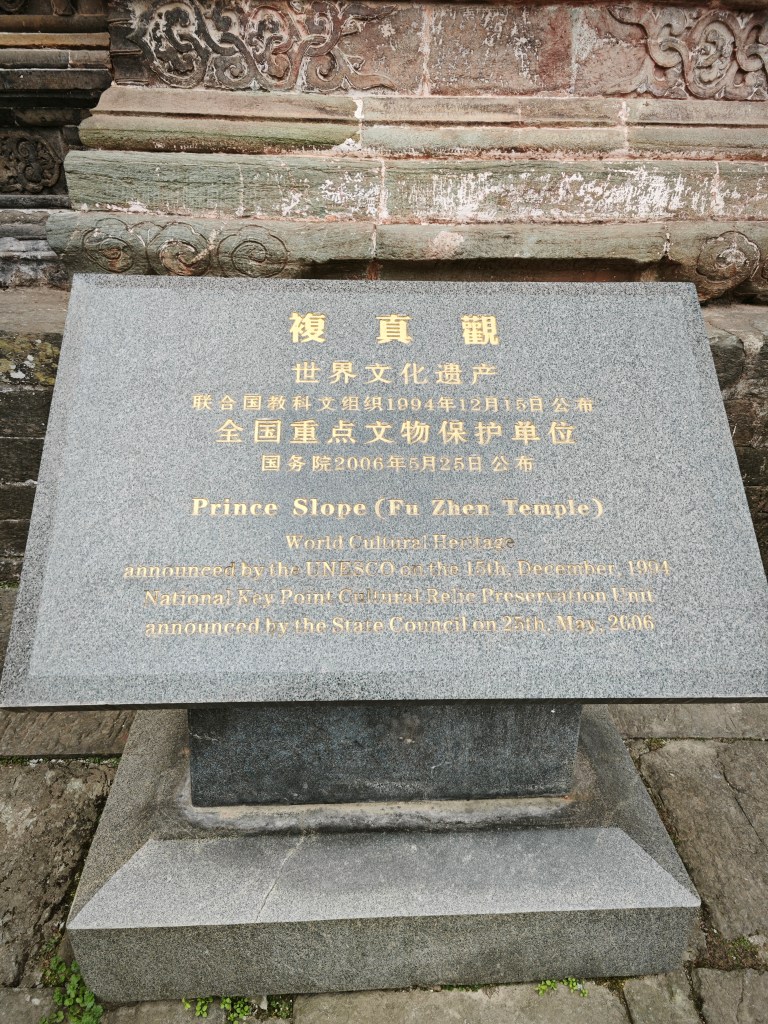 複真觀
世界文化遗产
联合国教科文组织1994年12月15日公布
全国重点文物保护单位
国务院2006年5月25日公布
Prince Slope (Fu Zhen Temple)
World Cultural Heritage
announced by the UNESCO on the 15th, December, 1994
National Key Point Cultural Relic Preservation Unit
announced by the State Council on 25th, May, 2006